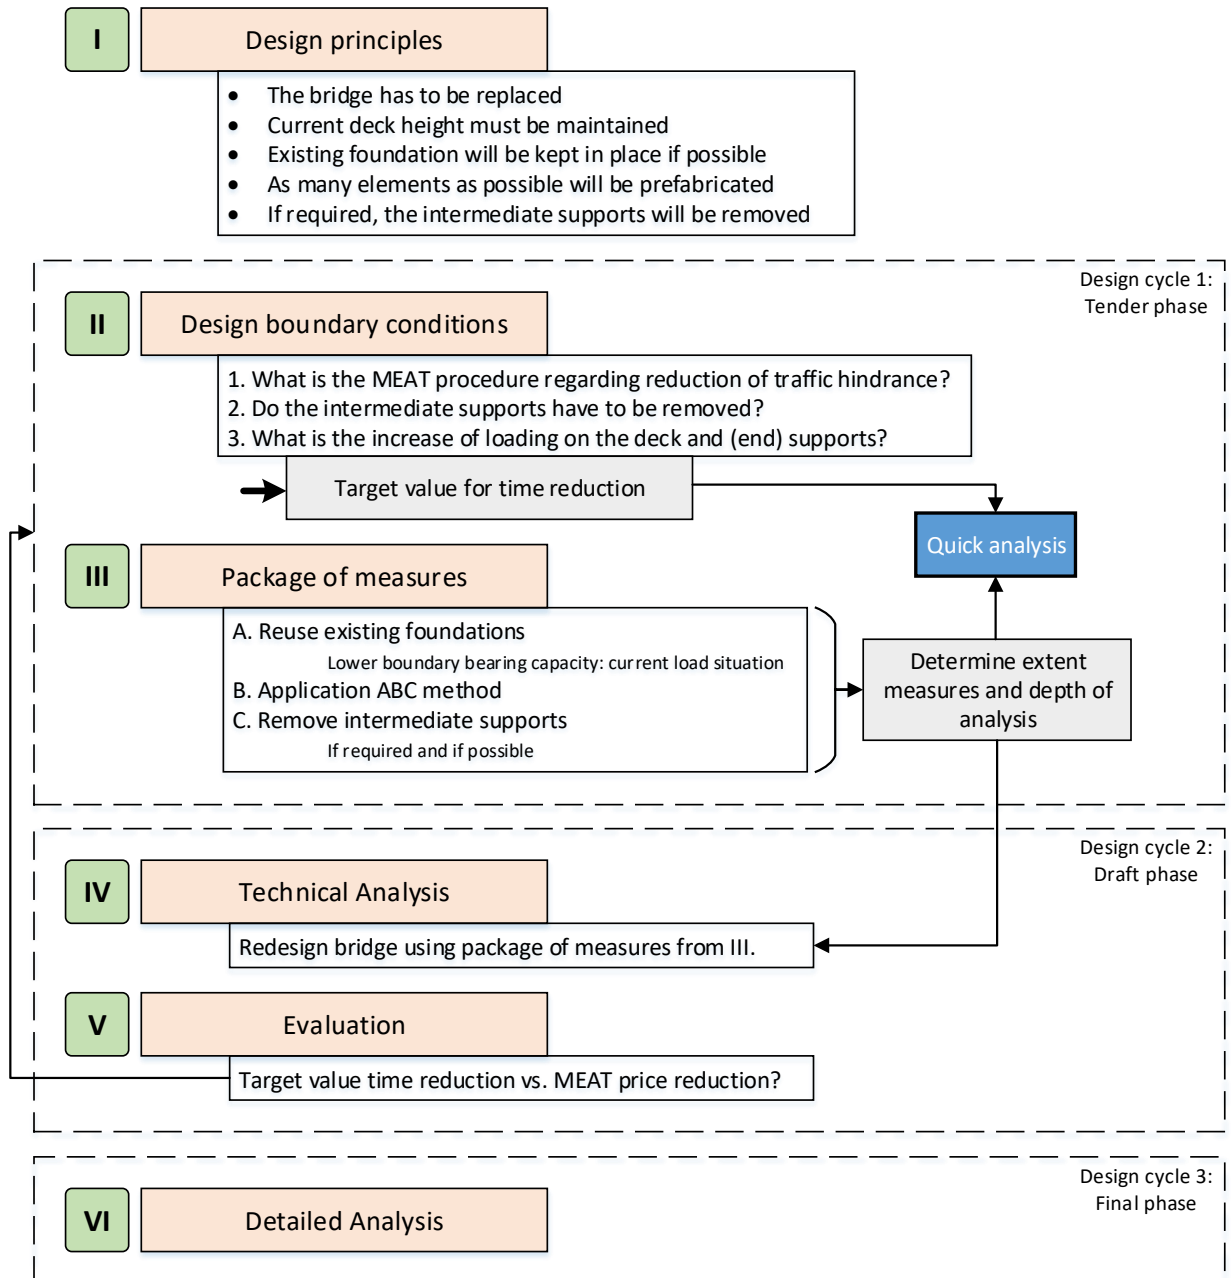 I
Design principles
• The bridge has to be replaced
• Current deck height must be maintained
• Existing foundation will be kept in place if possible
• As many elements as possible will be prefabricated
• If required, the intermediate supports will be removed
Design cycle 1:
Tender phase
II
Design boundary conditions
1. What is the MEAT procedure regarding reduction of traffic hindrance?
2. Do the intermediate supports have to be removed?
3. What is the increase of loading on the deck and (end) supports?
Target value for time reduction
Quick analysis
III
Package of measures
A. Reuse existing foundations
Lower boundary bearing capacity: current load situation
B. Application ABC method
C. Remove intermediate supports
If required and if possible
Determine extent
measures and depth of
analysis
Design cycle 2:
Draft phase
IV
Technical Analysis
Redesign bridge using package of measures from III.
V
Evaluation
Target value time reduction vs. MEAT price reduction?
Design cycle 3:
Final phase
VI
Detailed Analysis